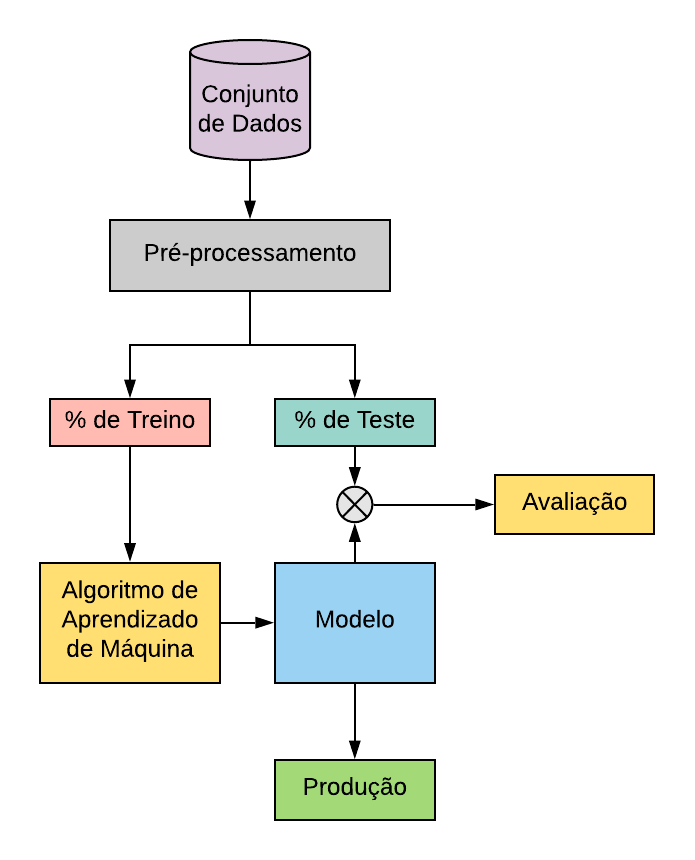 Conjunto
de Dados
Pré-processamento
% de Treino
% de Teste
Avaliação
Algoritmo de
Aprendizado
de Máquina
Modelo
Produção